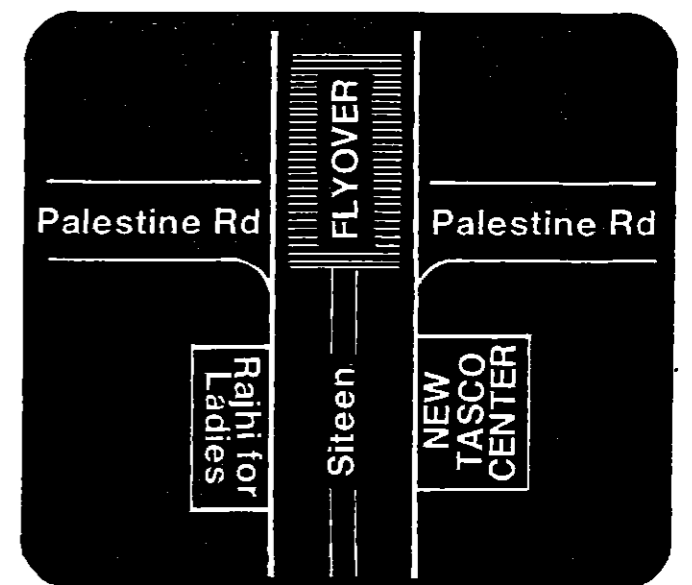 FLYOVER
Palestine Rd
Palestine Rd
Rajhi for
Ladies
Siteen
NEW
TASCO
CENTER